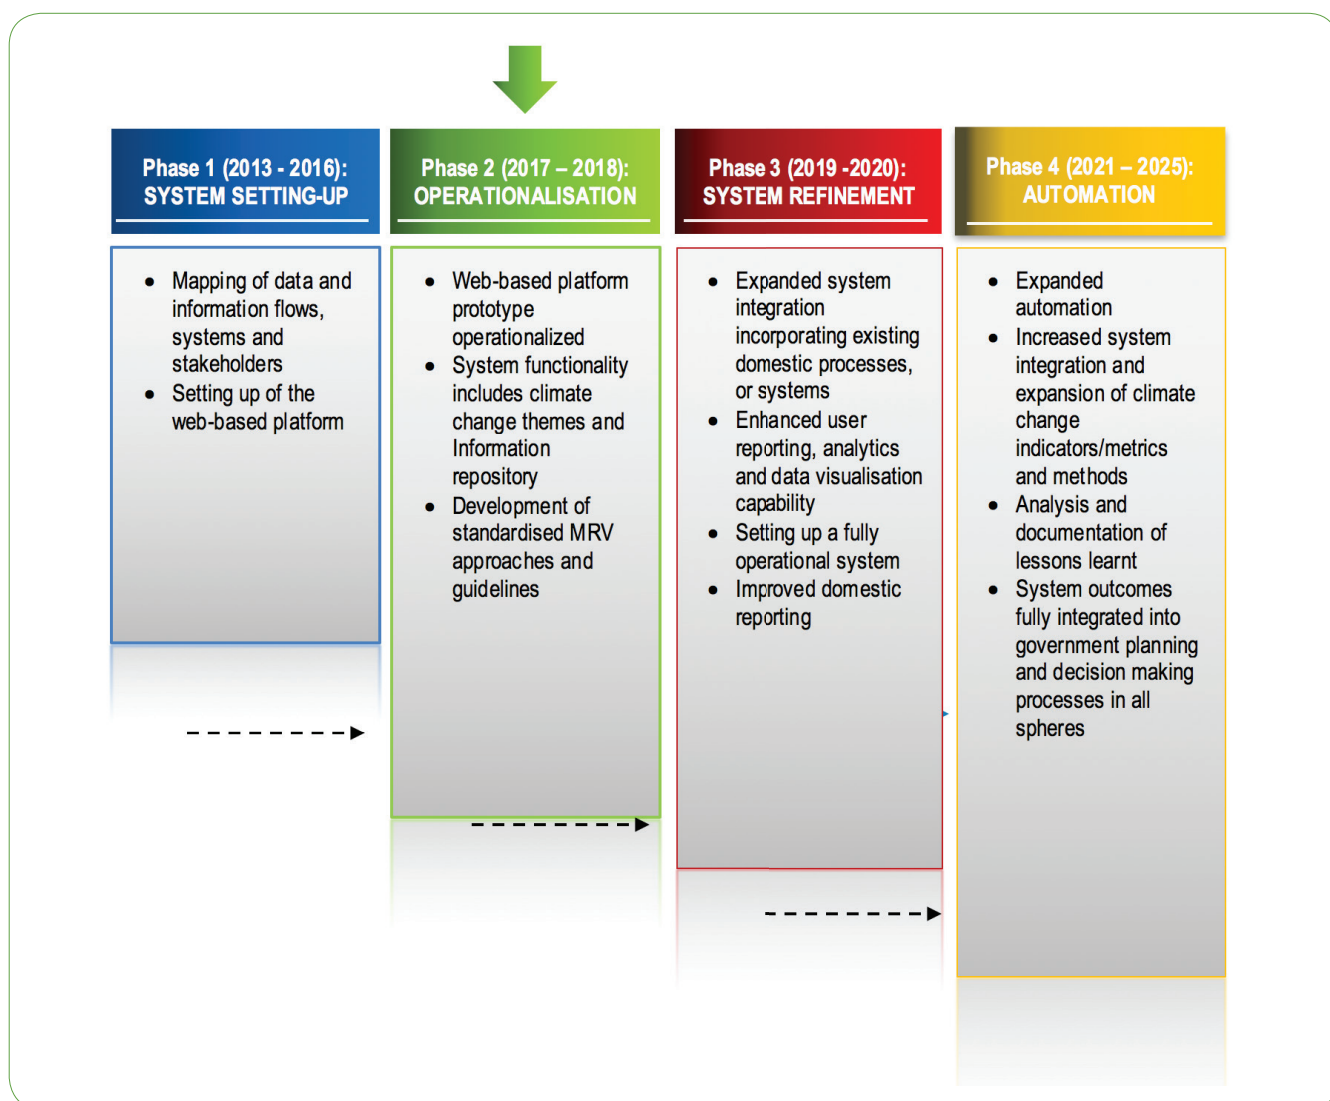 Phase 1 (2013 - 2016):
SYSTEM SETTING-UP
● Mapping of data and
information flows,
systems and
stakeholders
● Setting up of the
web-based platform
Phase 2 (2017 – 2018):
OPERATIONALISATION
● Web-based platform
prototype
operationalized
● System functionality
includes climate
change themes and
Information
repository
● Development of
standardised MRV
approaches and
guidelines
Phase 3 (2019 -2020):
SYSTEM REFINEMENT
● Expanded system
integration
incorporating existing
domestic processes,
or systems
● Enhanced user
reporting, analytics
and data visualisation
capability
● Setting up a fully
operational system
● Improved domestic
reporting
Phase 4 (2021 – 2025):
AUTOMATION
● Expanded
automation
● Increased system
integration and
expansion of climate
change
indicators/metrics
and methods
● Analysis and
documentation of
lessons learnt
● System outcomes
fully integrated into
government planning
and decision making
processes in all
spheres